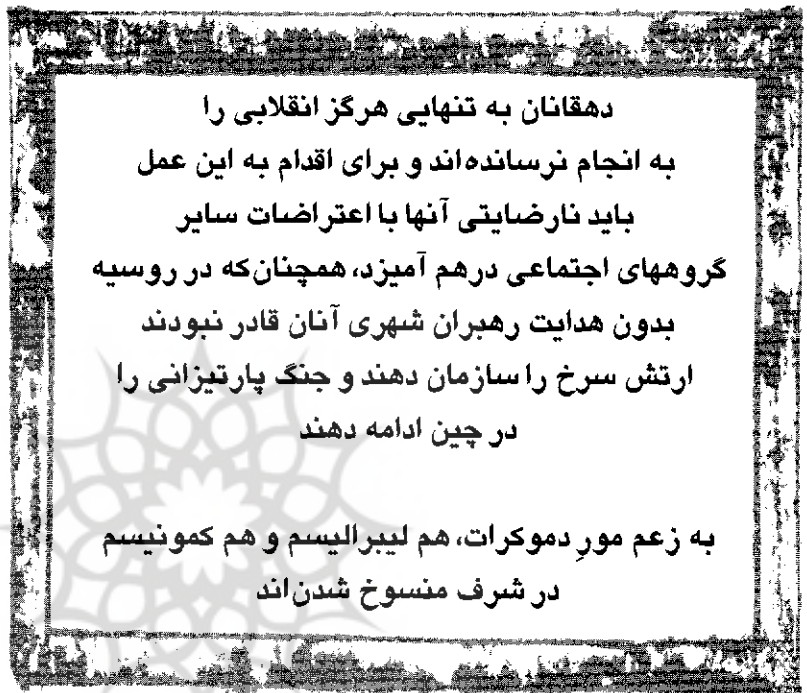 دهقانان به تنهایی هرگز انقلابی را
به انجام نرسانده‌اند و برای اقدام به این عمل
باید نارضایتی آنها با اعتراضات سایر
گروههای اجتماعی درهم آمیزد، همچنان‌که در روسیه
بدون هدایت رهبران شهری آنان قادر نبودند
ارتش سرخ را سازمان دهند و جنگ پارتیزانی را
در چین ادامه دهند
به زعم مورِ دموکرات، هم لیبرالیسم و هم کمونیسم
در شرف منسوخ شدن‌اند